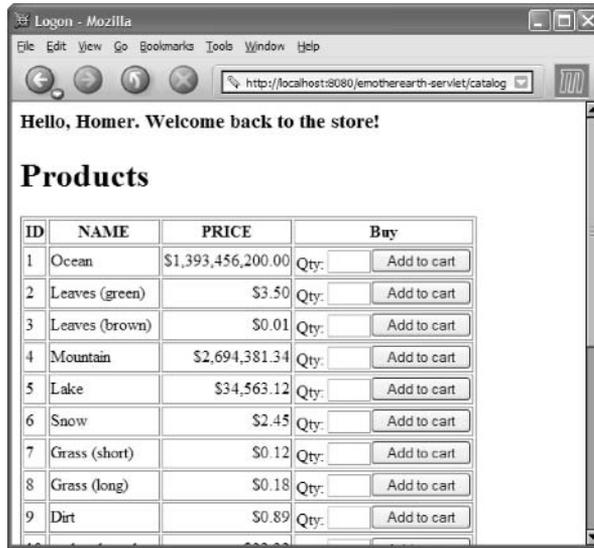 Logon - Mozilla
File Edit View Go Bookmarks Tools Window Help
http://localhost:8080/emotherearth-servlet/catalog
Hello, Homer. Welcome back to the store!
Products
ID NAME PRICE Buy
1 Ocean $1,393,456,200.00 Qty: Add to cart
2 Leaves (green) $3.50 Qty: Add to cart
3 Leaves (brown) $0.01 Qty: Add to cart
4 Mountain $2,694,381.34 Qty: Add to cart
5 Lake $34,563.12 Qty: Add to cart
6 Snow $2.45 Qty: Add to cart
7 Grass (short) $0.12 Qty: Add to cart
8 Grass (long) $0.18 Qty: Add to cart
9 Dirt $0.89 Qty: Add to cart